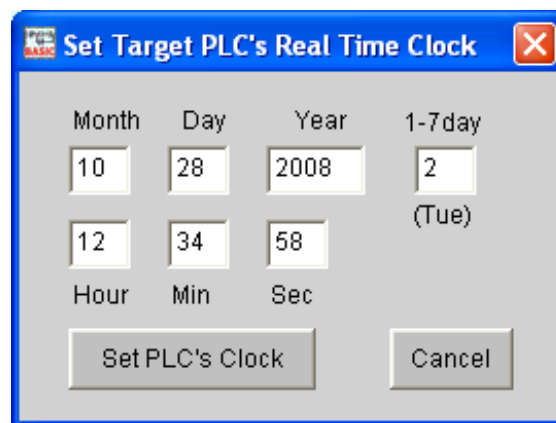 BASIC Set Target PLC's Real Time Clock
Month Day Year 1-7day
10 28 2008 2
(Tue)
12 34 58
Hour Min Sec
Set PLC's Clock Cancel